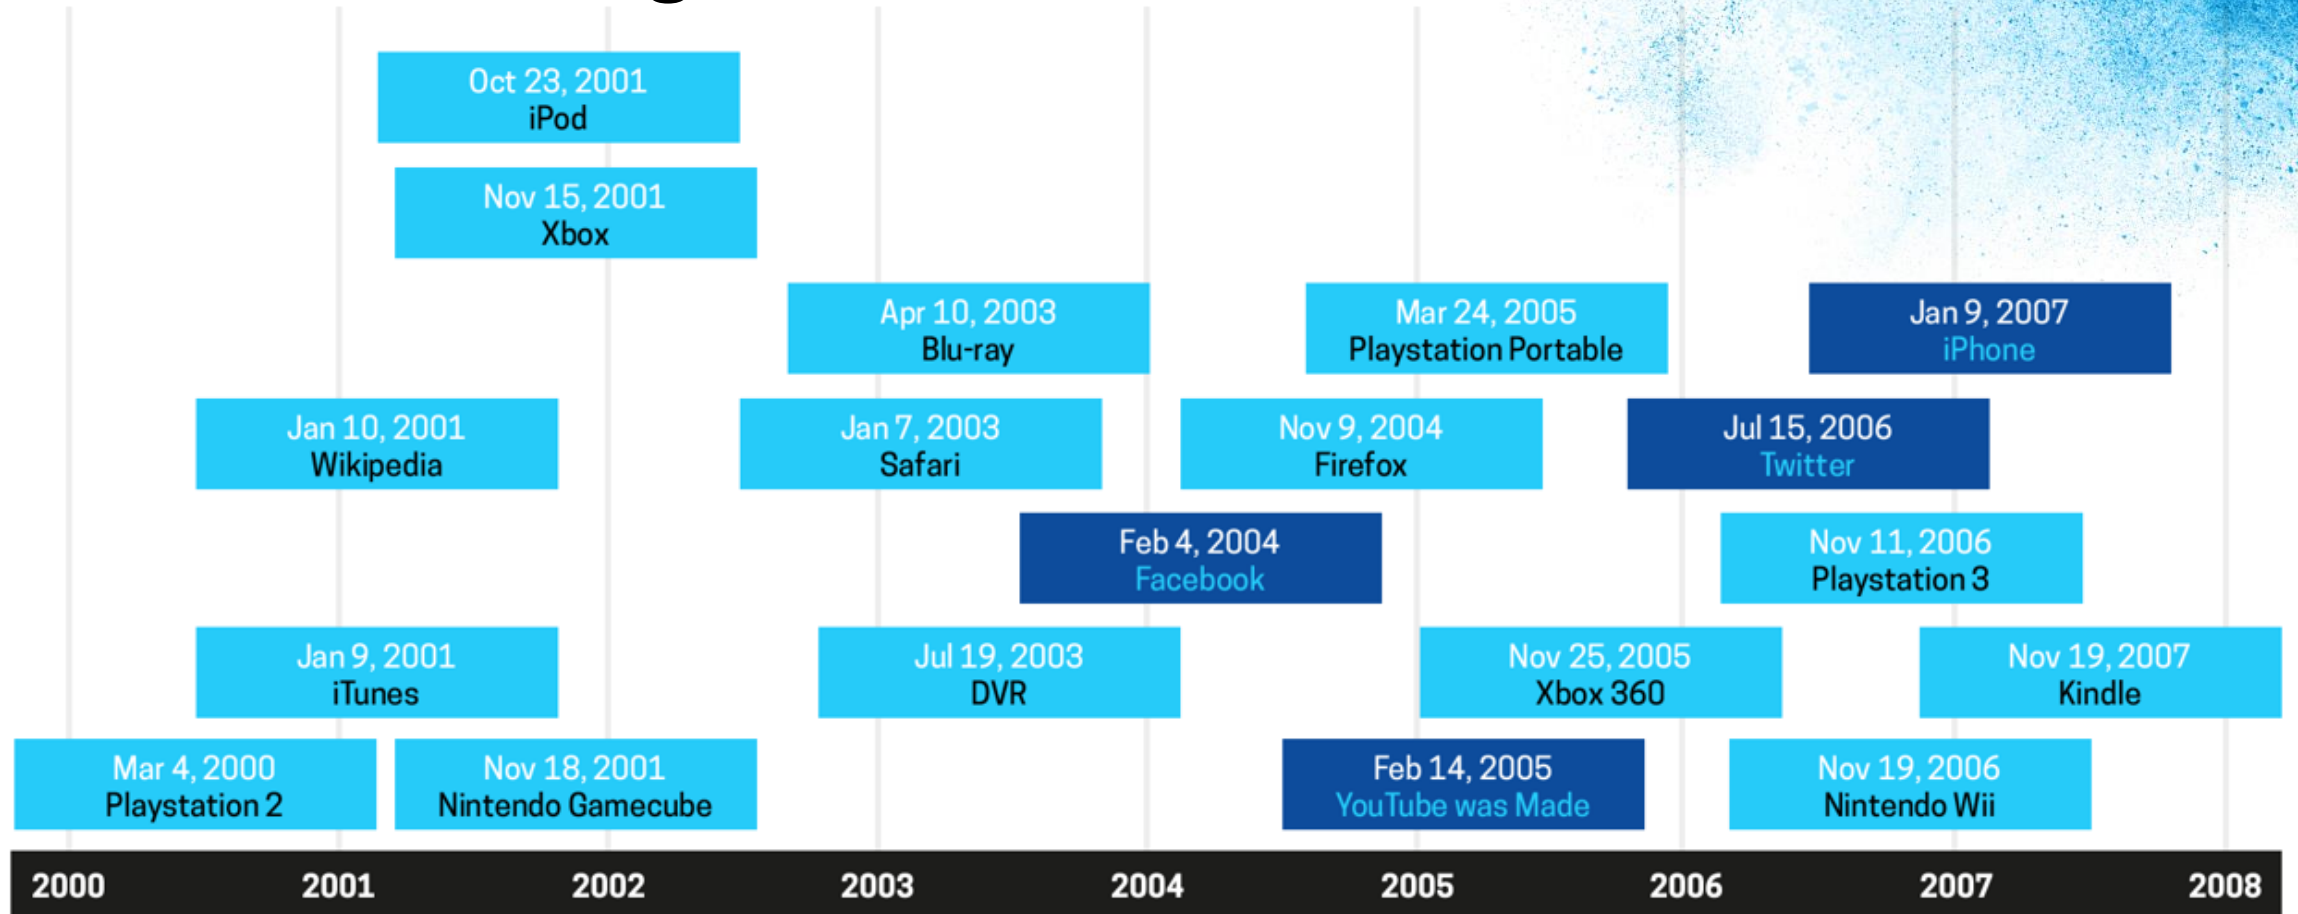 Oct 23, 2001
iPod
Nov 15, 2001
Xbox
Apr 10, 2003
Blu-ray
Mar 24, 2005
Playstation Portable
Jan 9, 2007
iPhone
Jan 10, 2001
Wikipedia
Jan 7, 2003
Safari
Nov 9, 2004
Firefox
Jul 15, 2006
Twitter
Feb 4, 2004
Facebook
Nov 11, 2006
Playstation 3
Jan 9, 2001
iTunes
Jul 19, 2003
DVR
Nov 25, 2005
Xbox 360
Nov 19, 2007
Kindle
Mar 4, 2000
Playstation 2
Nov 18, 2001
Nintendo Gamecube
Feb 14, 2005
YouTube was Made
Nov 19, 2006
Nintendo Wii
2000 2001 2002 2003 2004 2005 2006 2007 2008